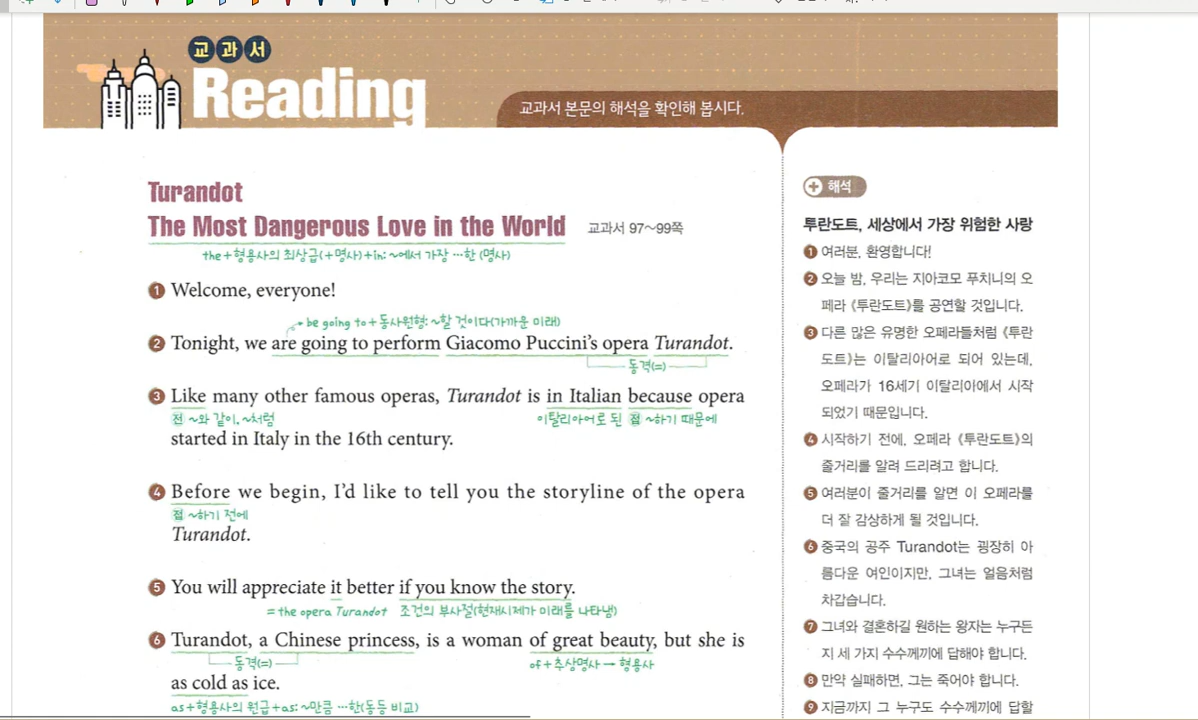 교과서
Reading
교과서 본문의 해석을 확인해 봅시다.
Turandot
The Most Dangerous Love in the World 교과서 97~99쪽
the+형용사의 최상급(+명사)+in: ~에서 가장 …한 (명사)
❶ Welcome, everyone!
be going to+동사원형: ~할 것이다(가까운 미래)
❷ Tonight, we are going to perform Giacomo Puccini's opera Turandot.
동격(=)
❸ Like many other famous operas, Turandot is in Italian because opera
전 ~와 같이, ~처럼 이탈리아어로 된 접 ~하기 때문에
started in Italy in the 16th century.
❹ Before we begin, I'd like to tell you the storyline of the opera
접 ~하기 전에
Turandot.
❺ You will appreciate it better if you know the story.
= the opera Turandot 조건의 부사절(현재시제가 미래를 나타냄)
❻ Turandot, a Chinese princess, is a woman of great beauty, but she is
동격(=) of+추상명사 → 형용사
as cold as ice.
as+형용사의 원급+as: ~만큼 …한(동등 비교)
+ 해석
투란도트, 세상에서 가장 위험한 사랑
❶ 여러분, 환영합니다!
❷ 오늘 밤, 우리는 지아코모 푸치니의 오
페라 《투란도트》를 공연할 것입니다.
❸ 다른 많은 유명한 오페라들처럼 《투란
도트》는 이탈리아어로 되어 있는데,
오페라가 16세기 이탈리아에서 시작
되었기 때문입니다.
❹ 시작하기 전에, 오페라 《투란도트》의
줄거리를 알려 드리려고 합니다.
❺ 여러분이 줄거리를 알면 이 오페라를
더 잘 감상하게 될 것입니다.
❻ 중국의 공주 Turandot는 굉장히 아
름다운 여인이지만, 그녀는 얼음처럼
차갑습니다.
❼ 그녀와 결혼하길 원하는 왕자는 누구든
지 세 가지 수수께끼에 답해야 합니다.
❽ 만약 실패하면, 그는 죽어야 합니다.
❾ 지금까지 그 누구도 수수께끼에 답할